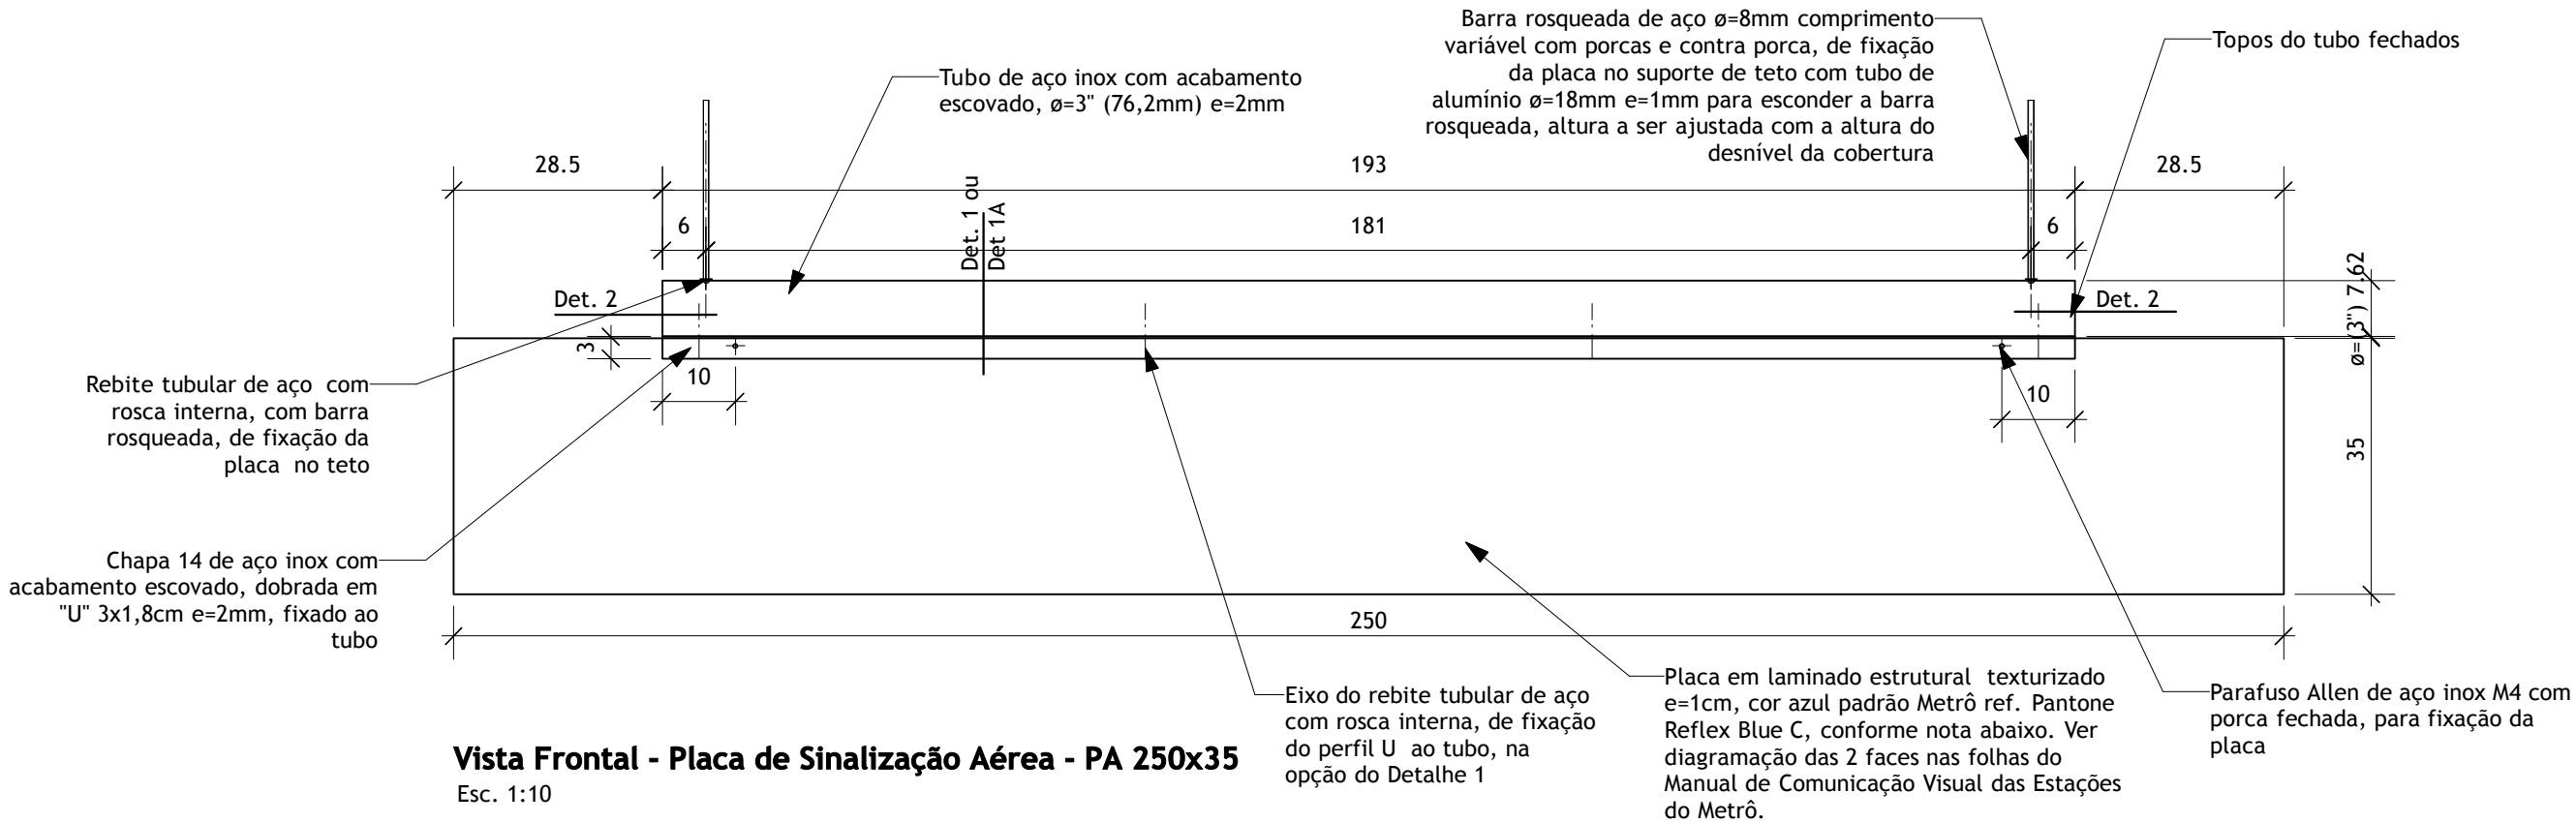 Barra rosqueada de aço ø=8mm comprimento
variável com porcas e contra porca, de fixação
da placa no suporte de teto com tubo de
alumínio ø=18mm e=1mm para esconder a barra
rosqueada, altura a ser ajustada com a altura do
desnível da cobertura
Topos do tubo fechados
Tubo de aço inox com acabamento
escovado, ø=3" (76,2mm) e=2mm
28.5
193
28.5
6
181
6
Det. 1 ou
Det 1A
Det. 2
Det. 2
ø=(3") 7,62
3
10
10
35
Rebite tubular de aço com
rosca interna, com barra
rosqueada, de fixação da
placa no teto
Chapa 14 de aço inox com
acabamento escovado, dobrada em
"U" 3x1,8cm e=2mm, fixado ao
tubo
250
Eixo do rebite tubular de aço
com rosca interna, de fixação
do perfil U ao tubo, na
opção do Detalhe 1
Placa em laminado estrutural texturizado
e=1cm, cor azul padrão Metrô ref. Pantone
Reflex Blue C, conforme nota abaixo. Ver
diagramação das 2 faces nas folhas do
Manual de Comunicação Visual das Estações
do Metrô.
Parafuso Allen de aço inox M4 com
porca fechada, para fixação da
placa
Vista Frontal - Placa de Sinalização Aérea - PA 250x35
Esc. 1:10